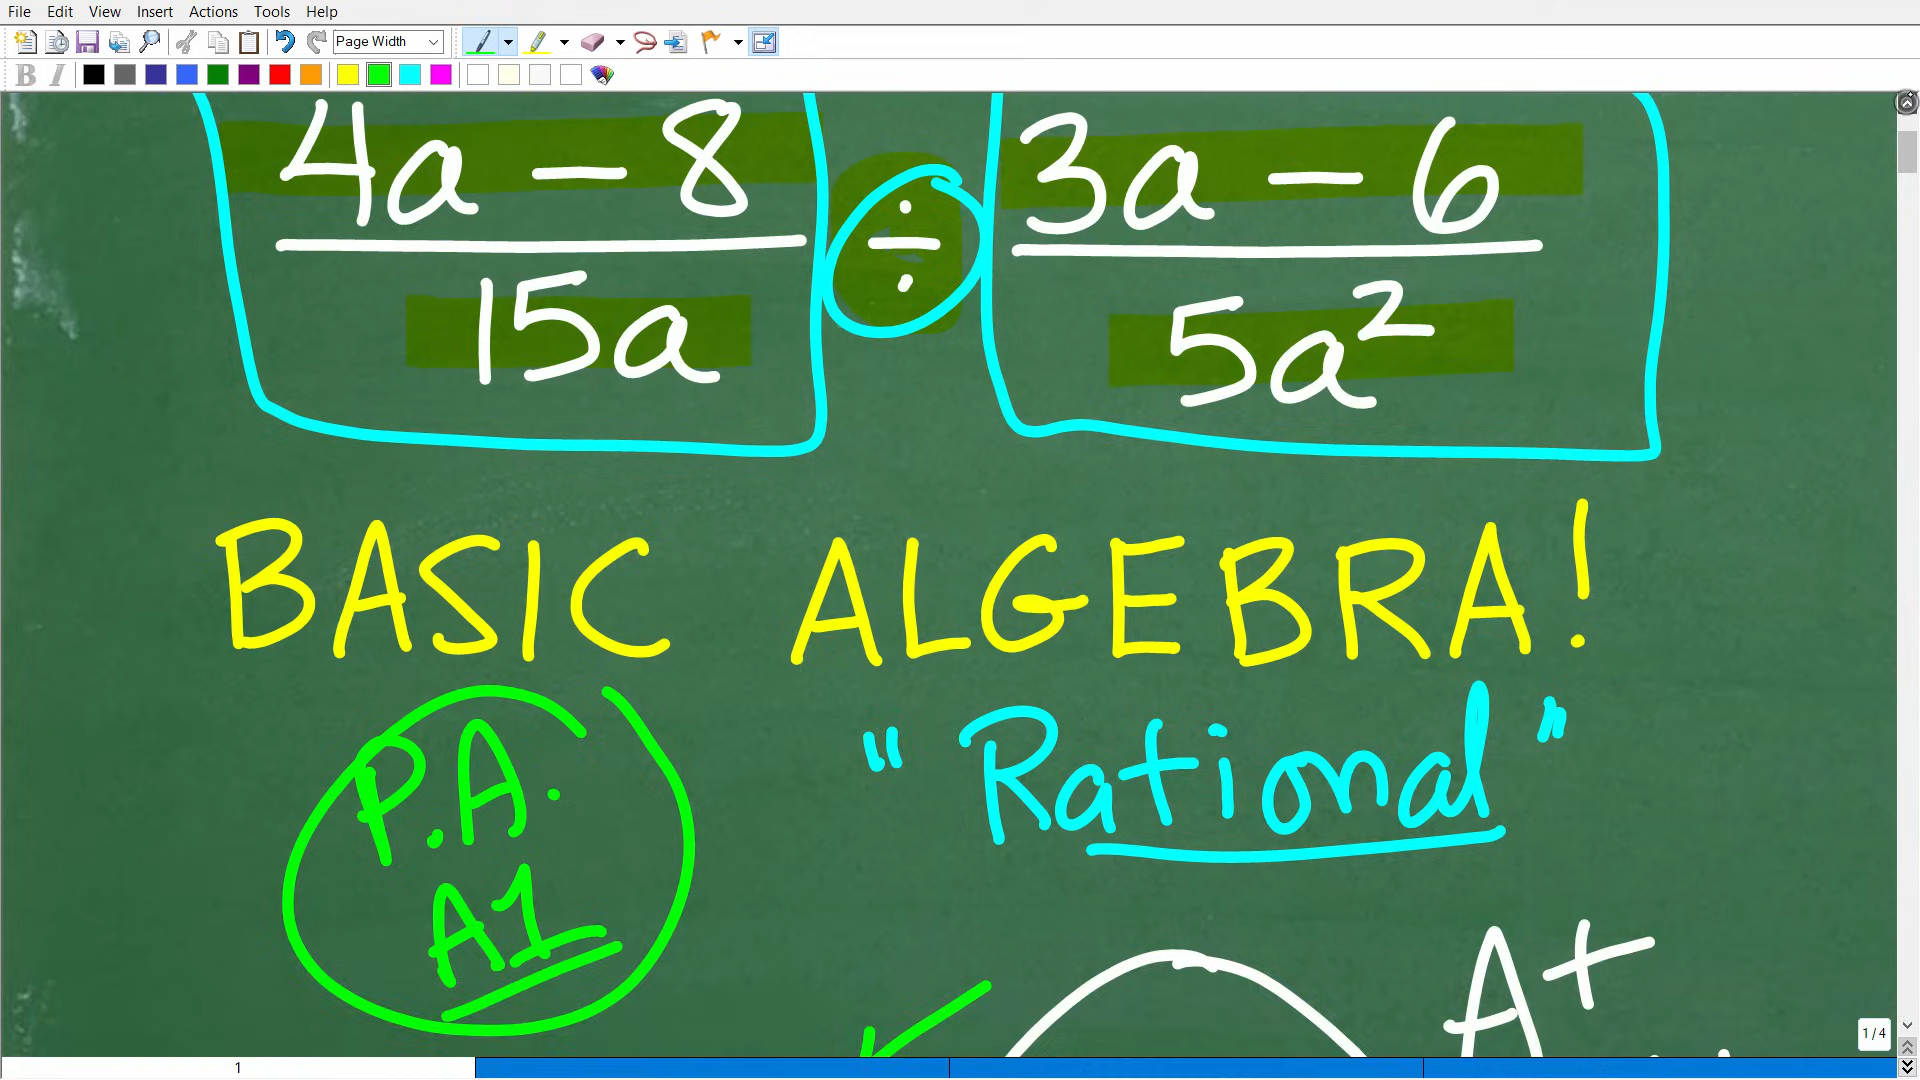 File Edit View Insert Actions Tools Help
Page Width
B I
4a - 8 ÷ 3a - 6
15a 5a²
BASIC ALGEBRA!
P.A.
A1
"Rational"
A+
1 / 4
1